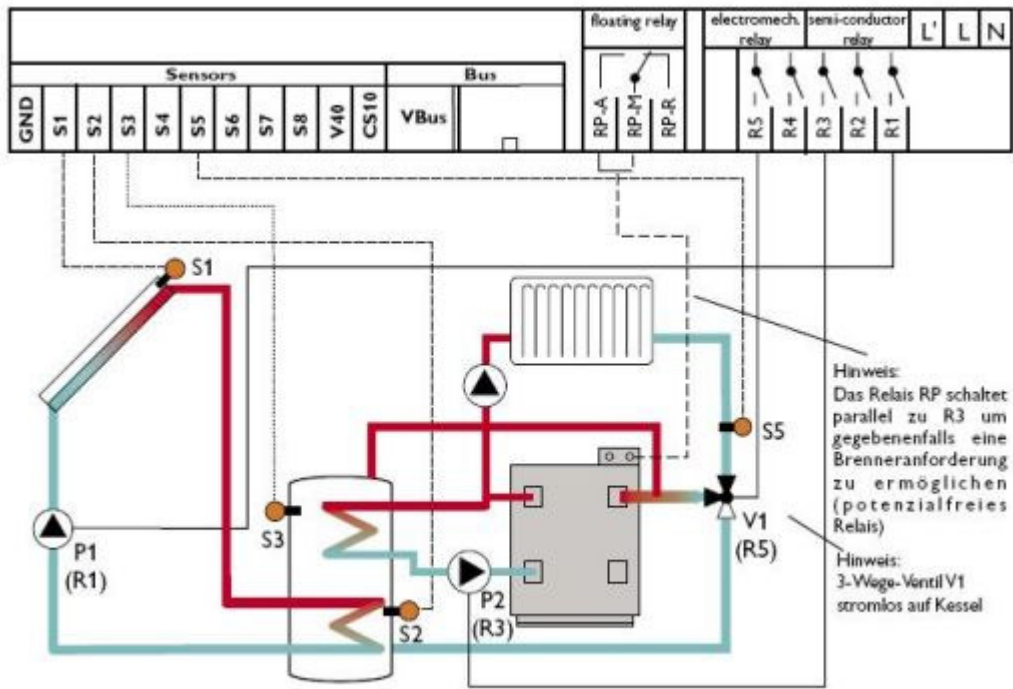 floating relay
electromech. relay
semi-conductor relay
L' L N
Sensors
Bus
GND
S1
S2
S3
S4
S5
S6
S7
S8
V40
CS10
VBus
RP-A
RP-M
RP-R
R5
R4
R3
R2
R1
S1
Hinweis:
Das Relais RP schaltet
parallel zu R3 um
gegebenenfalls eine
Brenneranforderung
zu ermöglichen
(potenzialfreies
Relais)
S5
S3
V1
(R5)
P1
(R1)
P2
(R3)
S2
Hinweis:
3-Wege-Ventil V1
stromlos auf Kessel